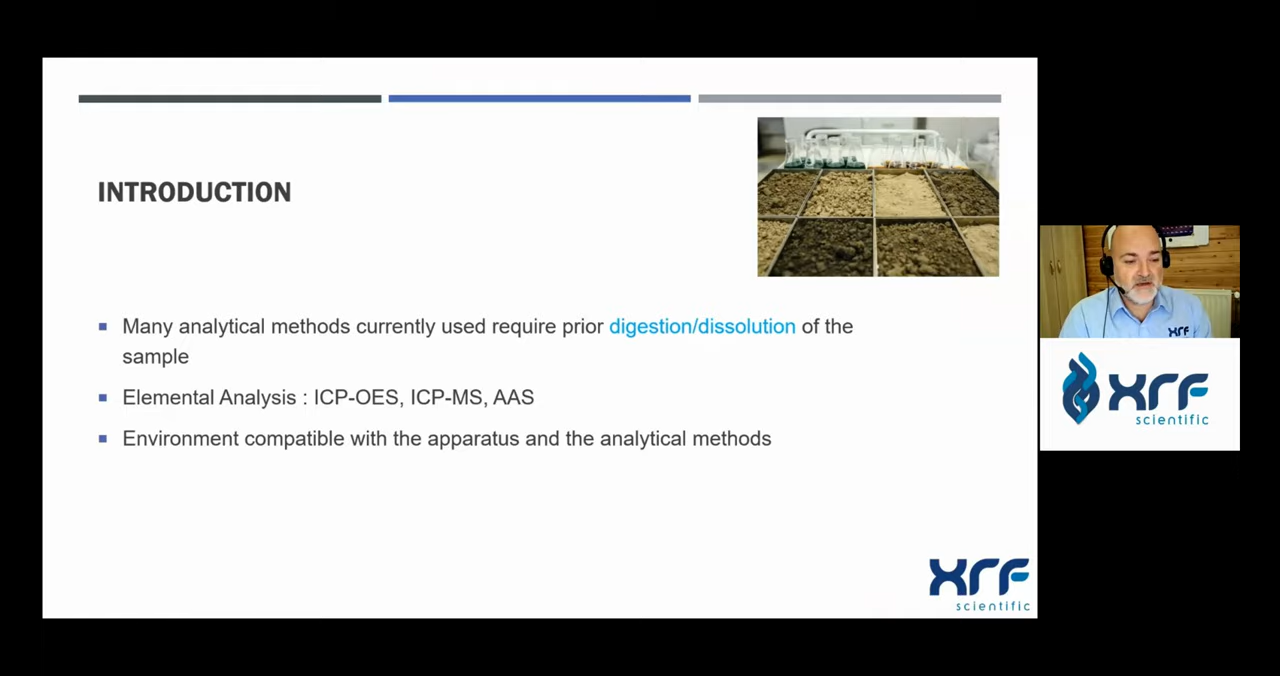 INTRODUCTION
Many analytical methods currently used require prior digestion/dissolution of the
sample
Elemental Analysis : ICP-OES, ICP-MS, AAS
Environment compatible with the apparatus and the analytical methods
xrf
scientific
xrf
xrf
scientific